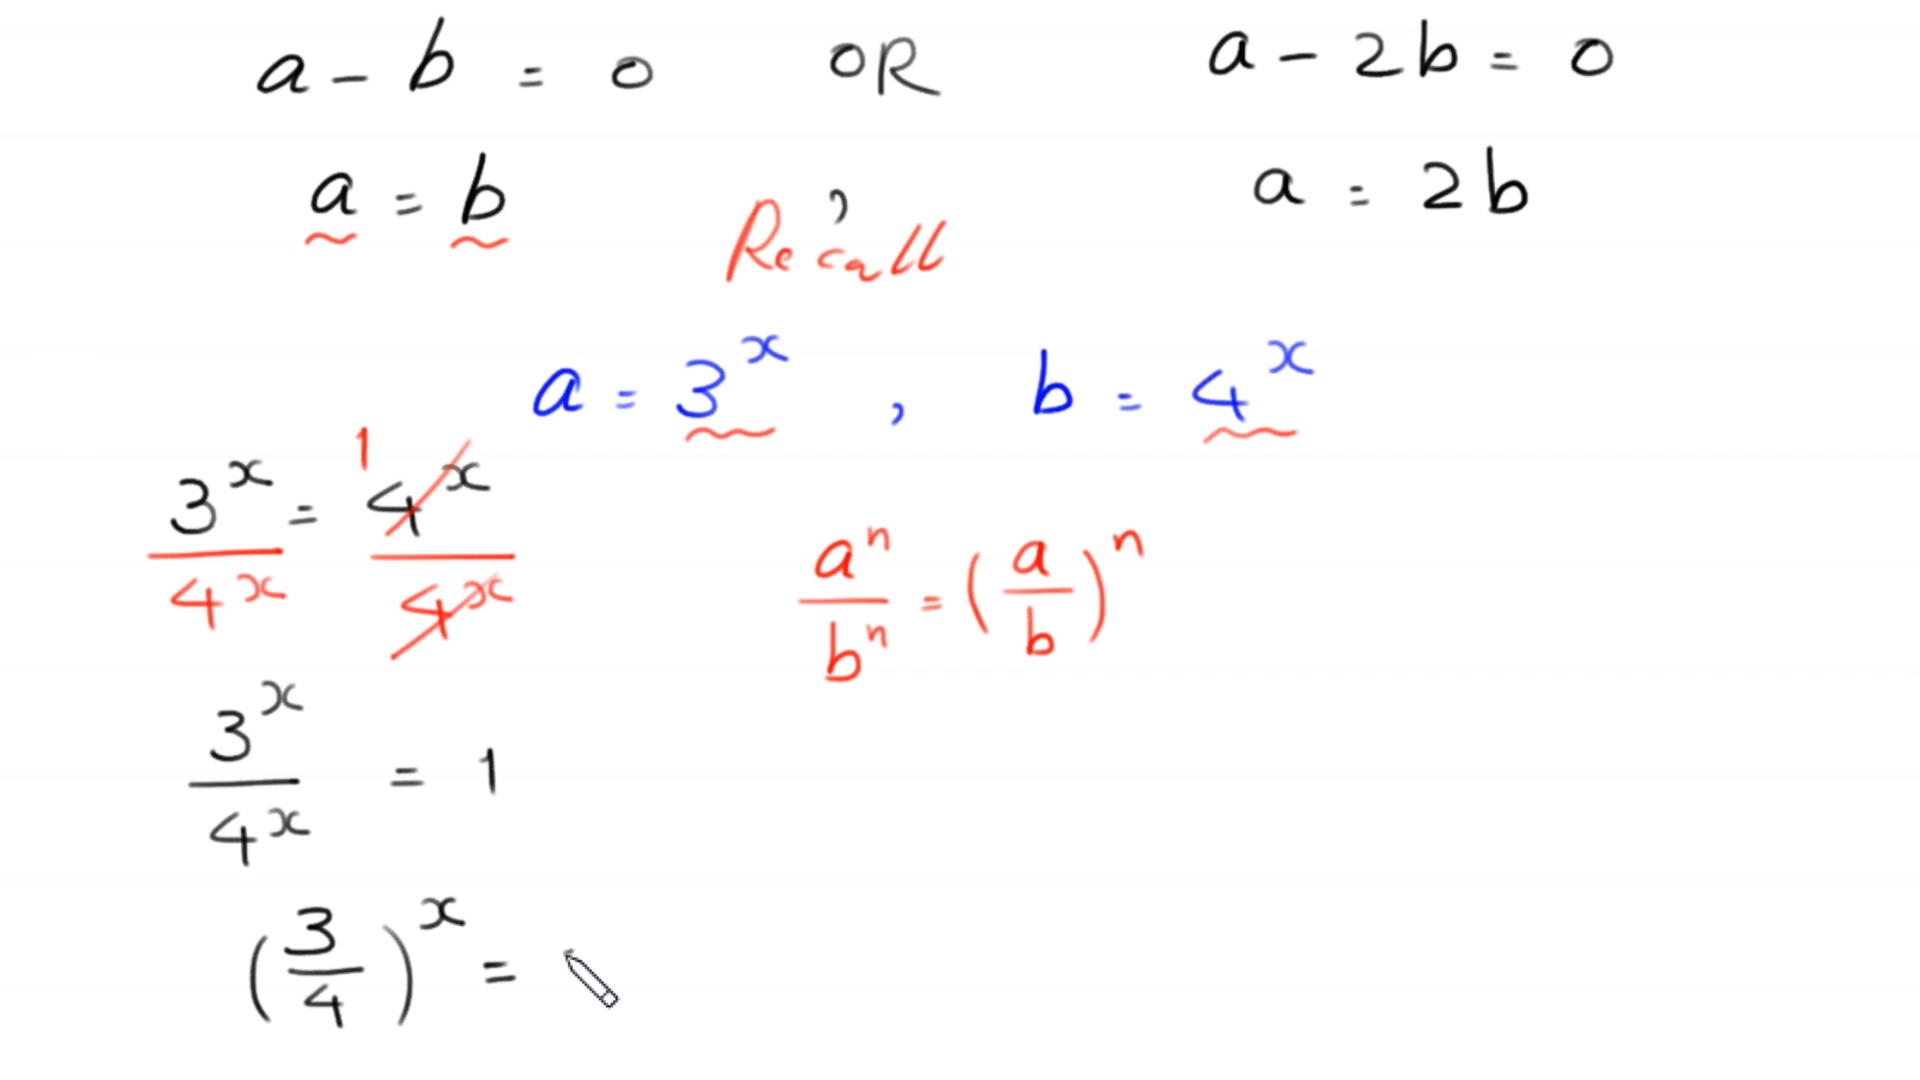 a - b = 0 OR a - 2b = 0
a = b , a = 2b
Recall
a = 3^x , b = 4^x
3^x/4^x = 4^x/4^x 1
a^n/b^n = (a/b)^n
3^x/4^x = 1
(3/4)^x =